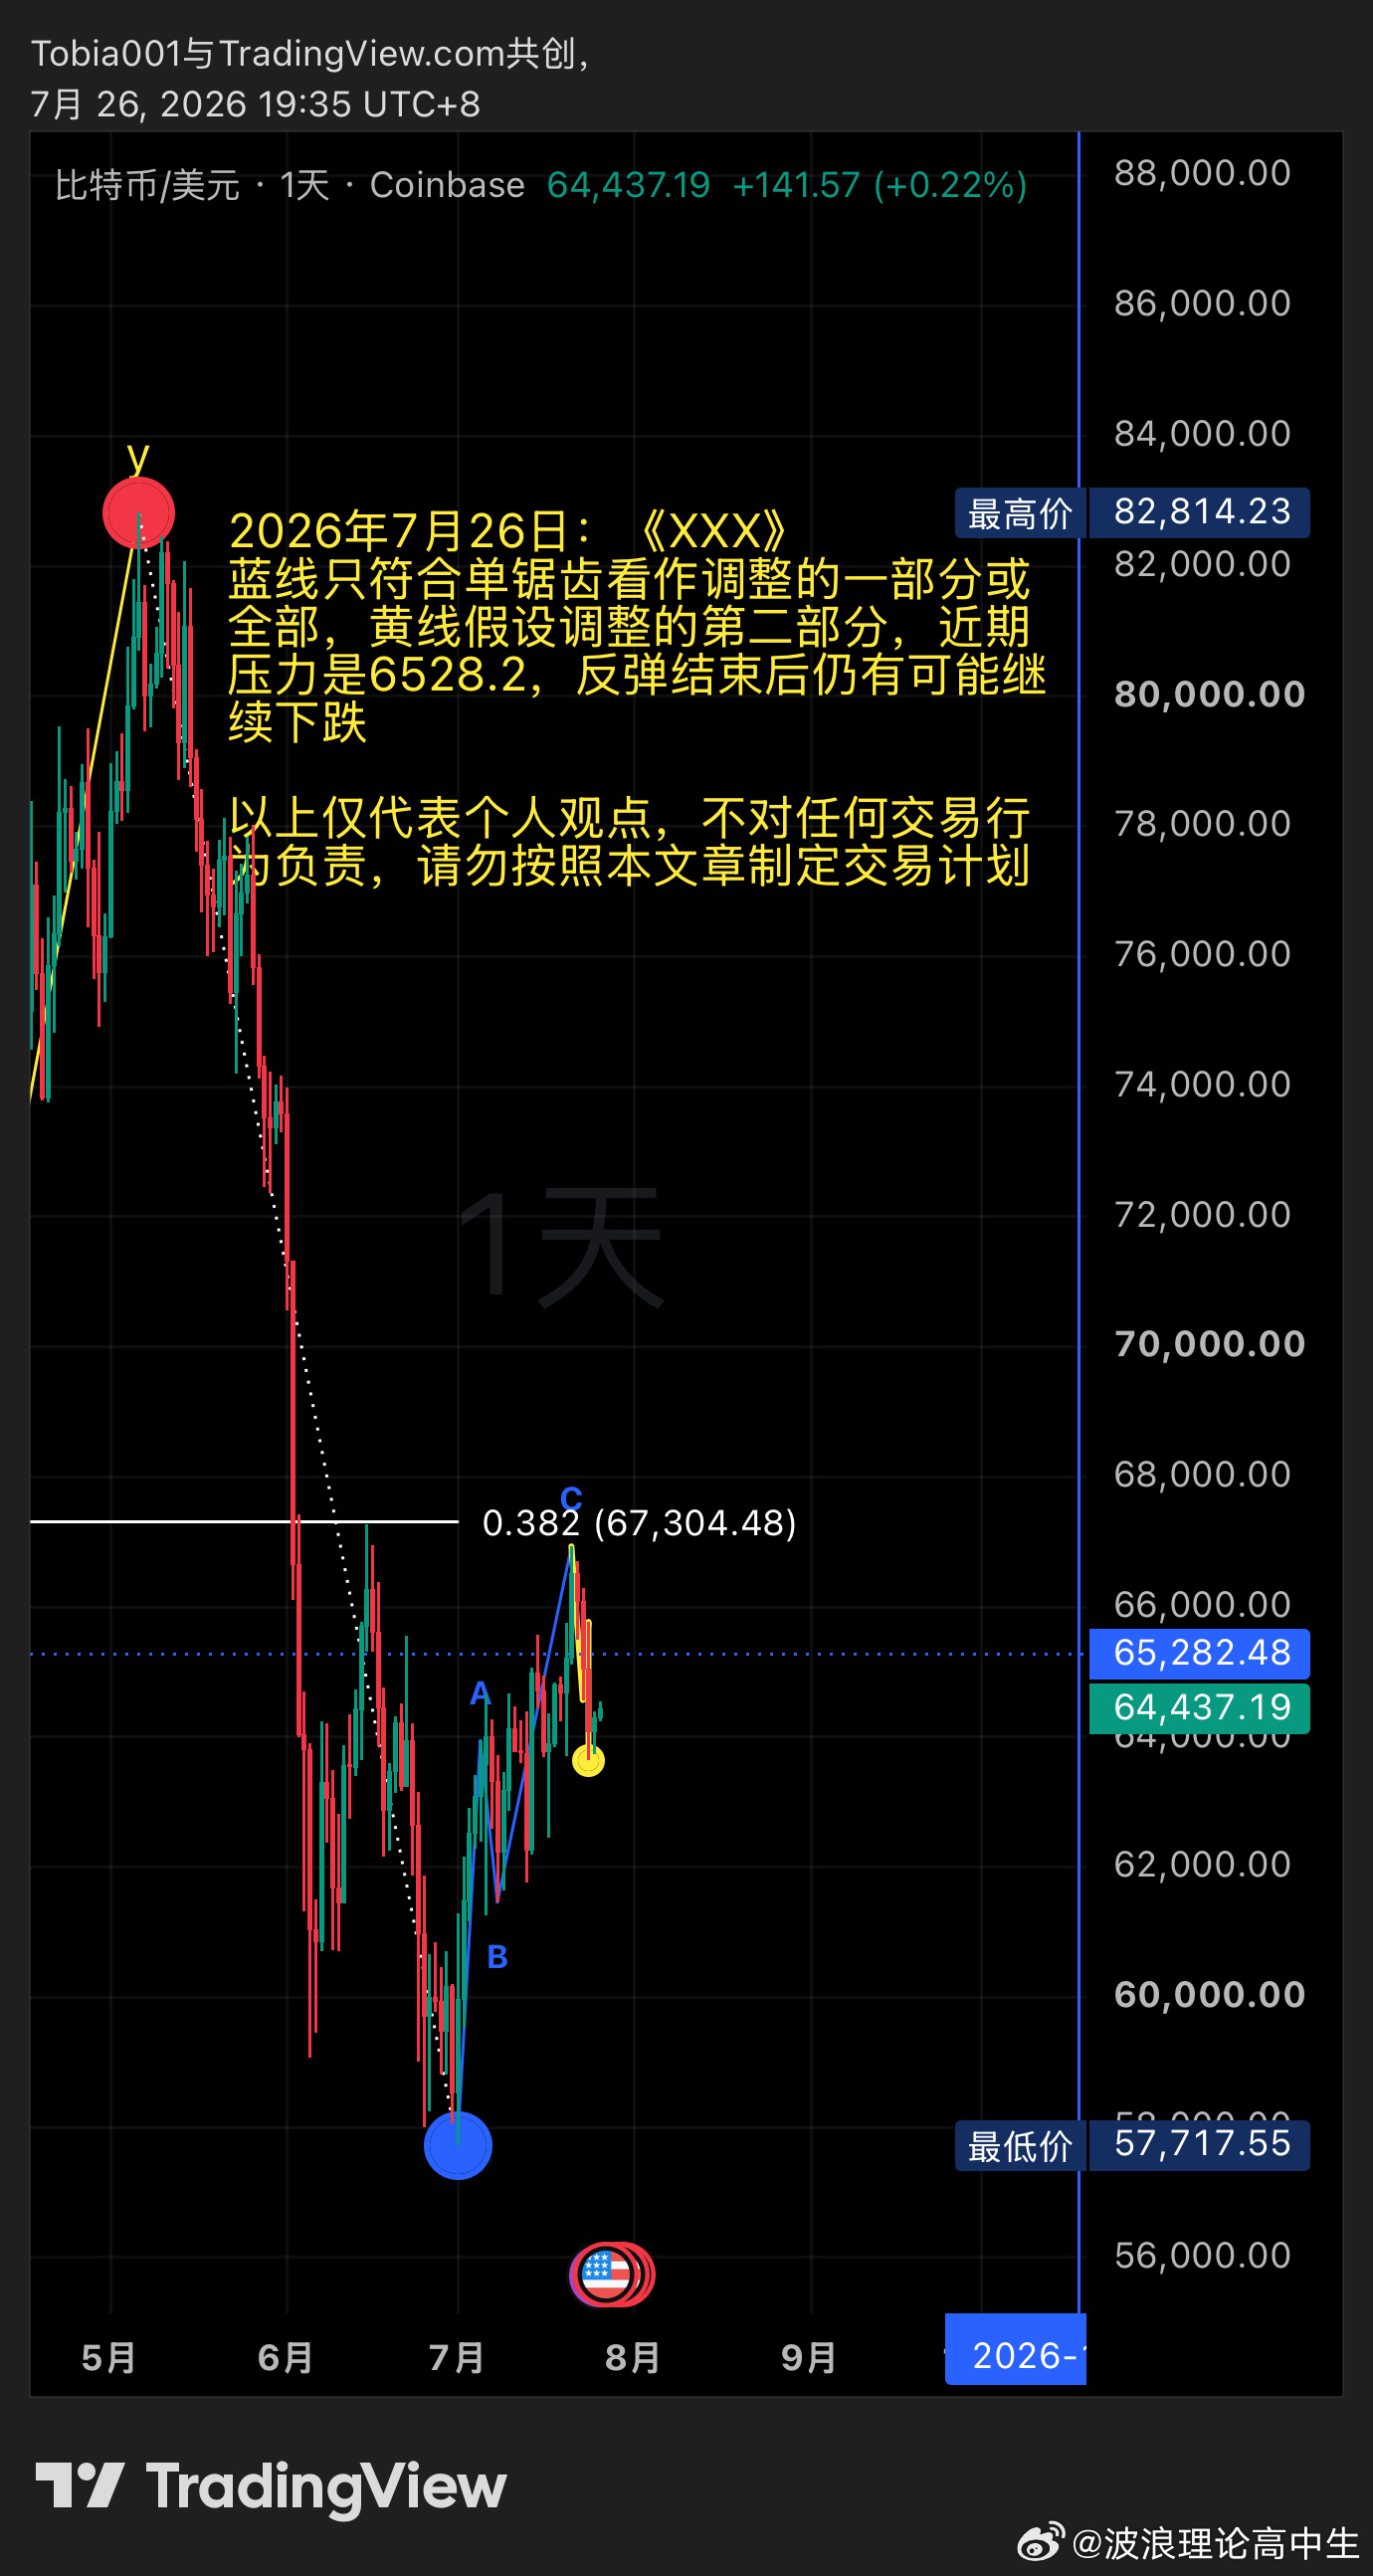 Tobia001与TradingView.com共创，
7月 26, 2026 19:35 UTC+8
比特币/美元 · 1天 · Coinbase 64,437.19 +141.57 (+0.22%)
88,000.00
86,000.00
84,000.00
y
最高价 82,814.23
2026年7月26日：《XXX》
蓝线只符合单锯齿看作调整的一部分或
全部，黄线假设调整的第二部分，近期
压力是6528.2，反弹结束后仍有可能继
续下跌
82,000.00
80,000.00
以上仅代表个人观点，不对任何交易行
为负责，请勿按照本文章制定交易计划
78,000.00
76,000.00
74,000.00
72,000.00
1天
70,000.00
68,000.00
C
0.382 (67,304.48)
66,000.00
65,282.48
A
64,437.19
64,000.00
62,000.00
B
60,000.00
58,000.00
最低价 57,717.55
56,000.00
5月 6月 7月 8月 9月 2026-
TradingView
@波浪理论高中生